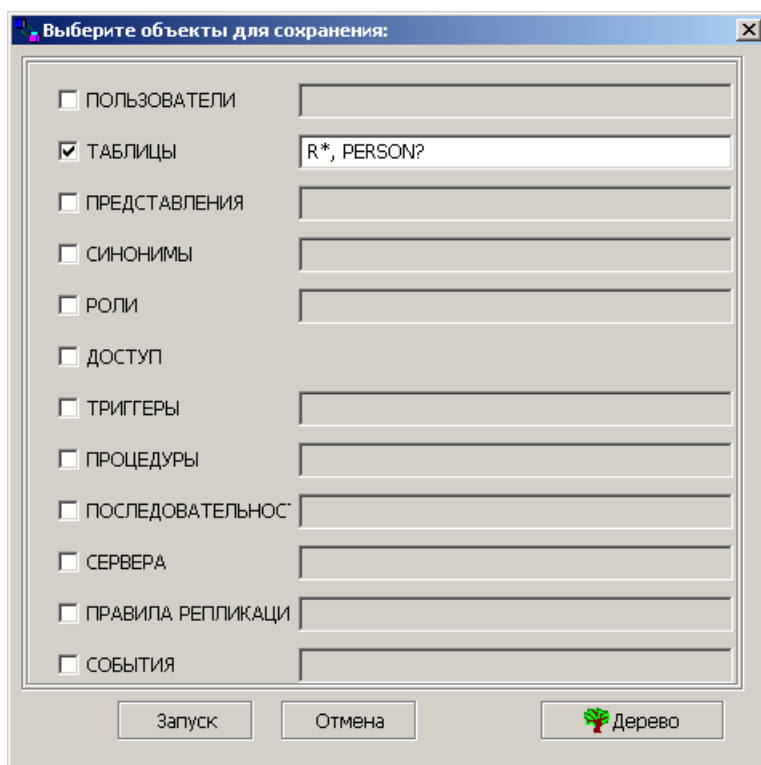 Выберите объекты для сохранения:
ПОЛЬЗОВАТЕЛИ
ТАБЛИЦЫ R*, PERSON?
ПРЕДСТАВЛЕНИЯ
СИНОНИМЫ
РОЛИ
ДОСТУП
ТРИГГЕРЫ
ПРОЦЕДУРЫ
ПОСЛЕДОВАТЕЛЬНОСТ
СЕРВЕРА
ПРАВИЛА РЕПЛИКАЦИ
СОБЫТИЯ
Запуск Отмена Дерево